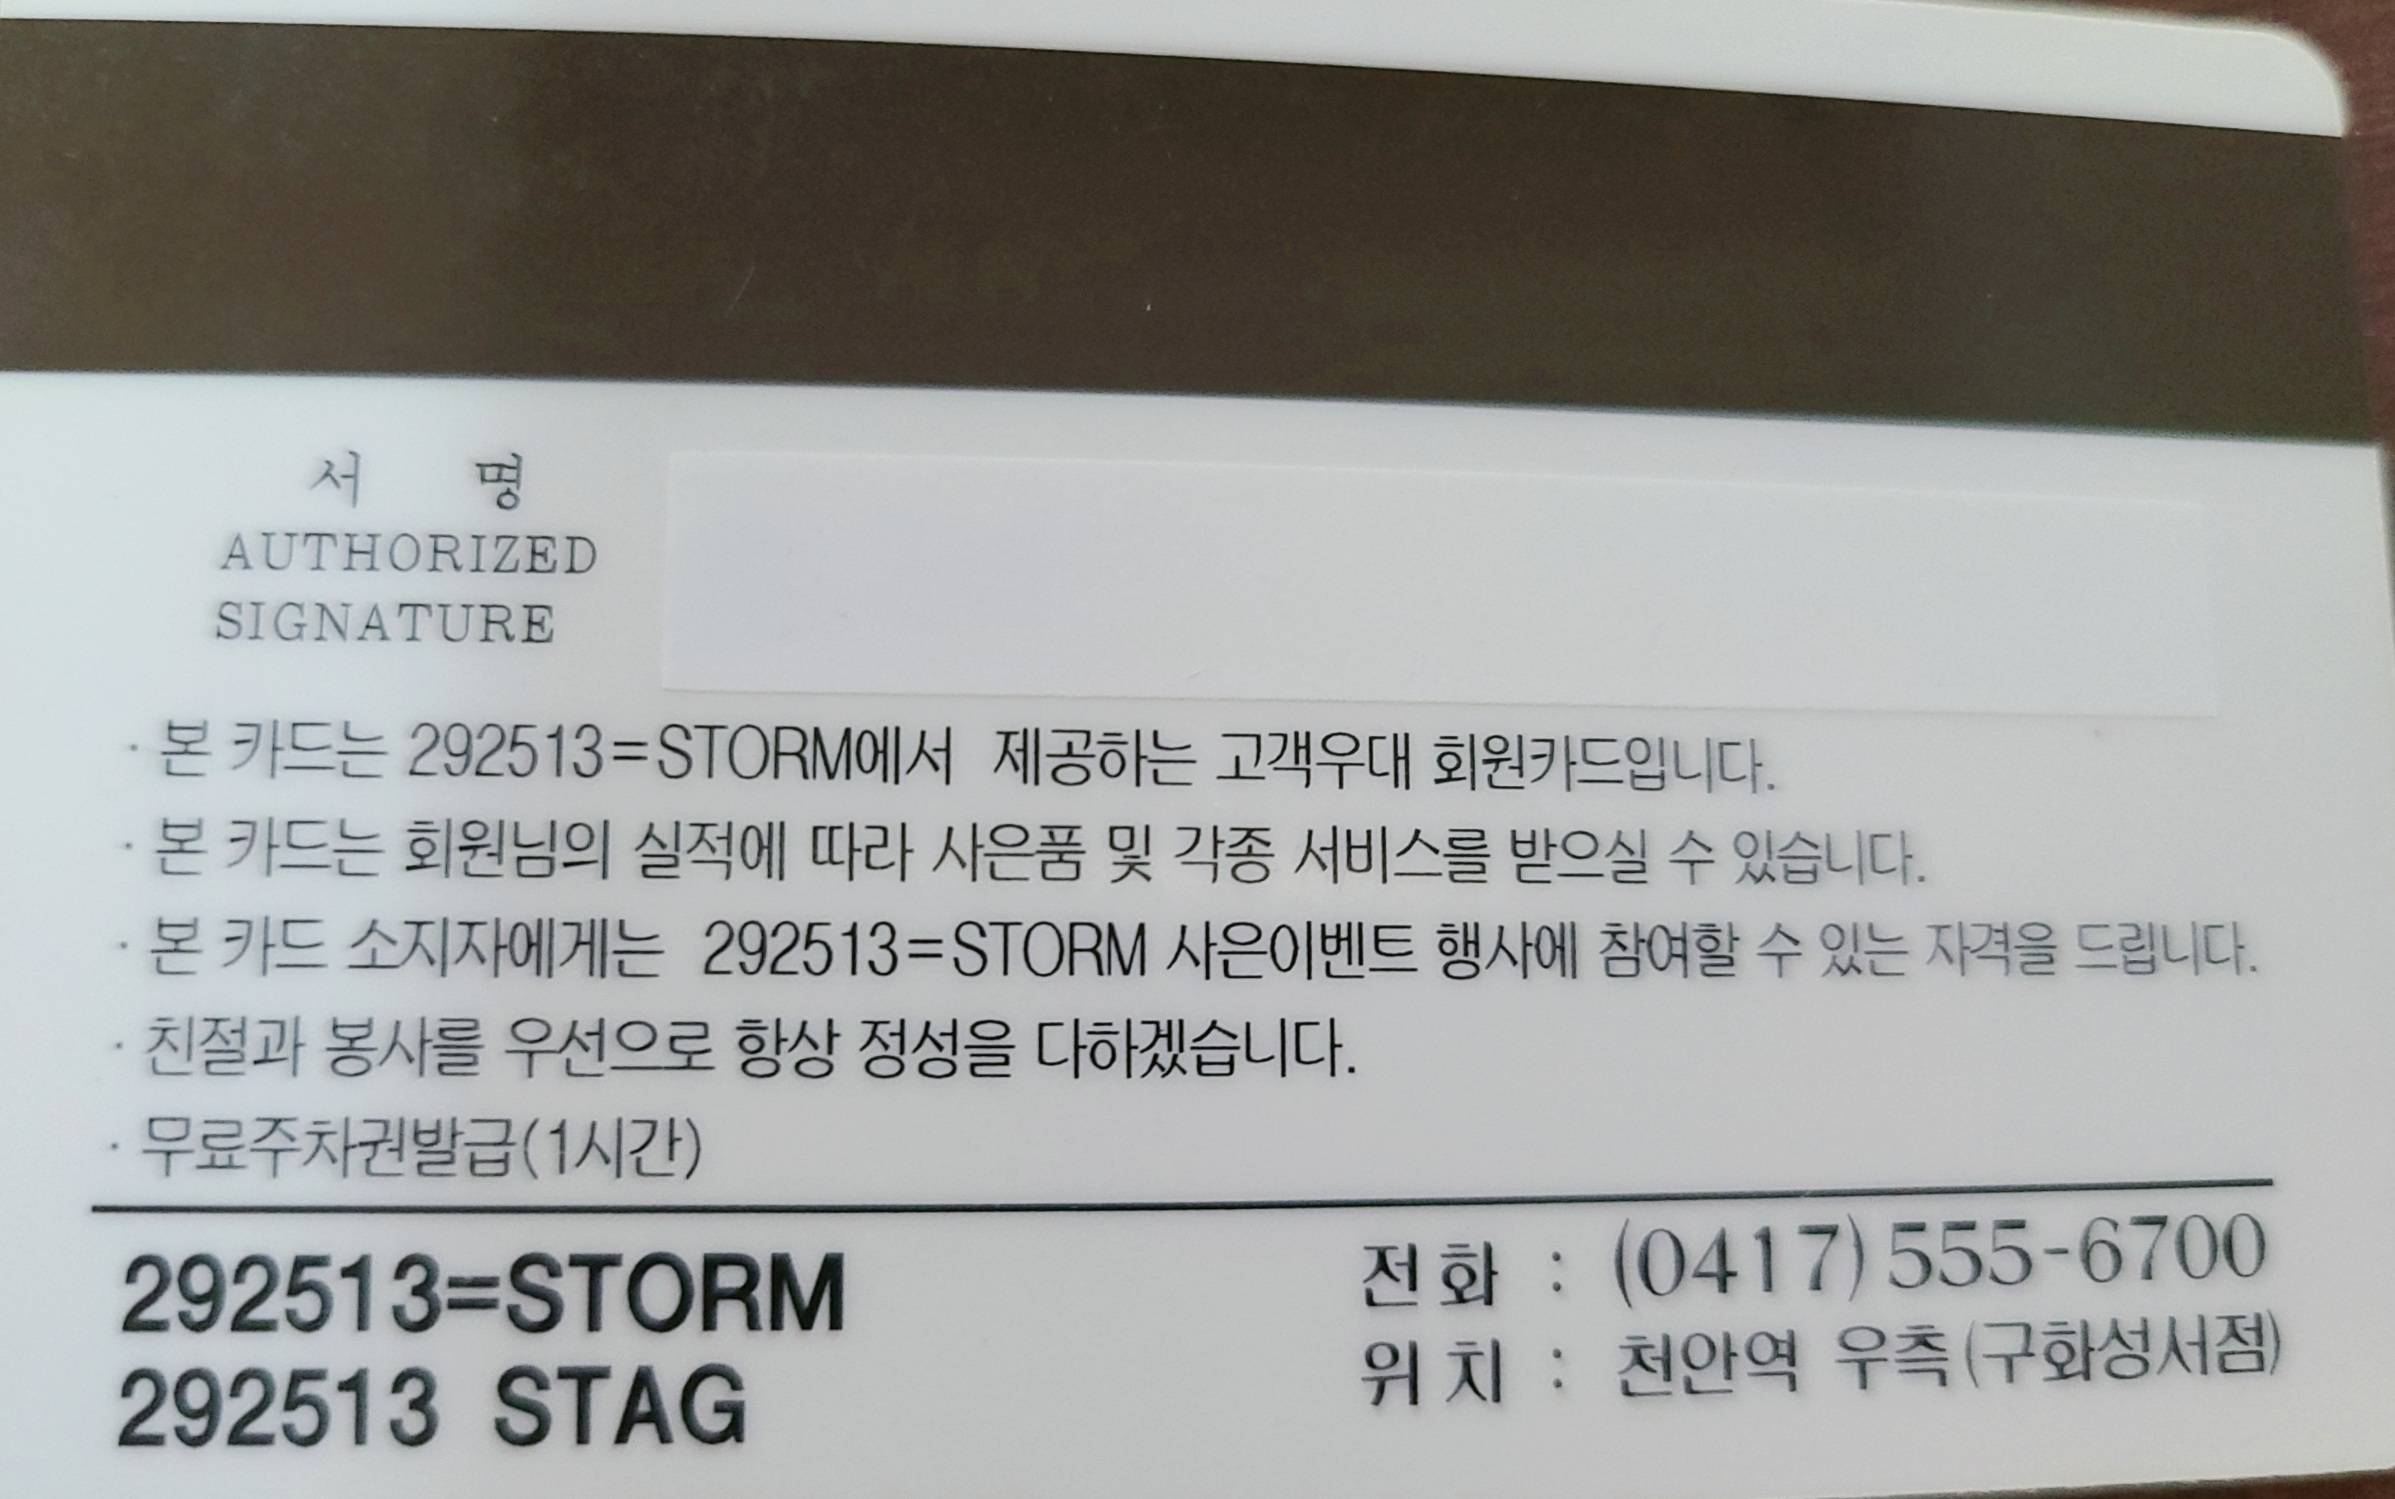 서 명
AUTHORIZED
SIGNATURE
· 본 카드는 292513=STORM에서 제공하는 고객우대 회원카드입니다.
· 본 카드는 회원님의 실적에 따라 사은품 및 각종 서비스를 받으실 수 있습니다.
· 본 카드 소지자에게는 292513=STORM 사은이벤트 행사에 참여할 수 있는 자격을 드립니다.
· 친절과 봉사를 우선으로 항상 정성을 다하겠습니다.
· 무료주차권발급(1시간)
292513=STORM
292513 STAG
전화 : (0417) 555-6700
위치 : 천안역 우측(구화성서점)